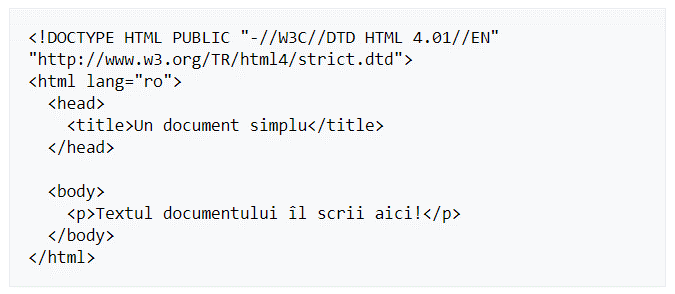 <!DOCTYPE HTML PUBLIC "-//W3C//DTD HTML 4.01//EN"
"http://www.w3.org/TR/html4/strict.dtd">
<html lang="ro">
  <head>
    <title>Un document simplu</title>
  </head>

  <body>
    <p>Textul documentului îl scrii aici!</p>
  </body>
</html>